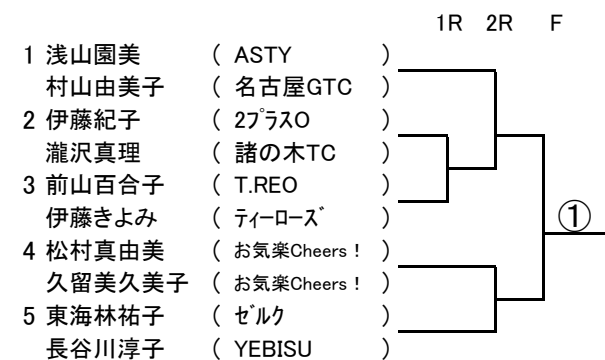 1R 2R F
1 浅山園美 ( ASTY )
村山由美子 ( 名古屋GTC )
2 伊藤紀子 ( 2プラスO )
瀧沢真理 ( 諸の木TC )
3 前山百合子 ( T.REO )
伊藤きよみ ( ティーローズ )
①
4 松村真由美 ( お気楽Cheers! )
久留美久美子 ( お気楽Cheers! )
5 東海林祐子 ( ゼルク )
長谷川淳子 ( YEBISU )